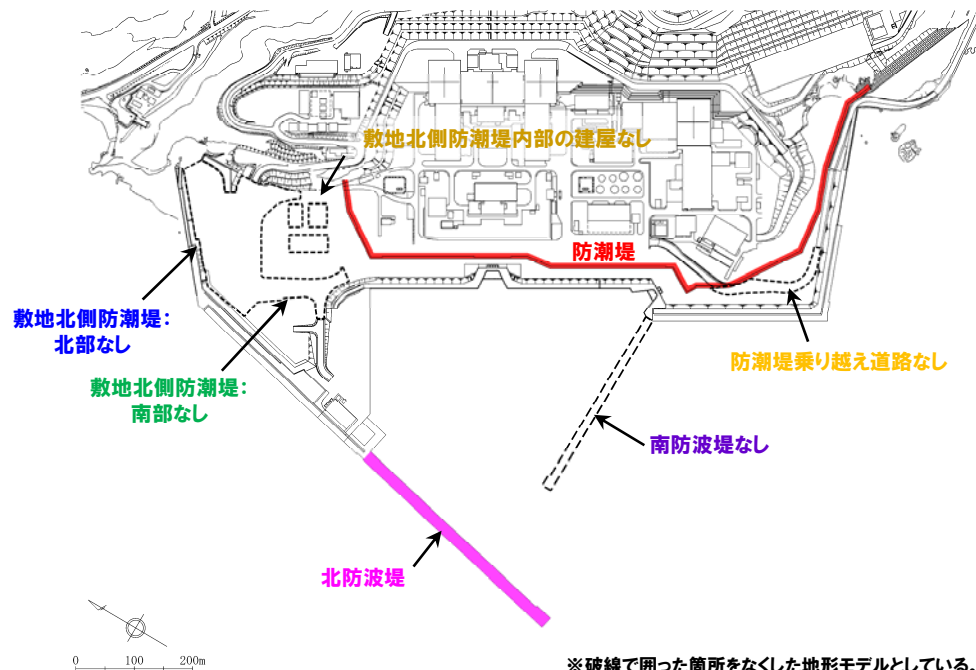 敷地北側防潮堤内部の建屋なし
防潮堤
敷地北側防潮堤:
北部なし
防潮堤乗り越え道路なし
敷地北側防潮堤:
南部なし
南防波堤なし
北防波堤
0 100 200m
※破線で囲った箇所をなくした地形モデルとしている。